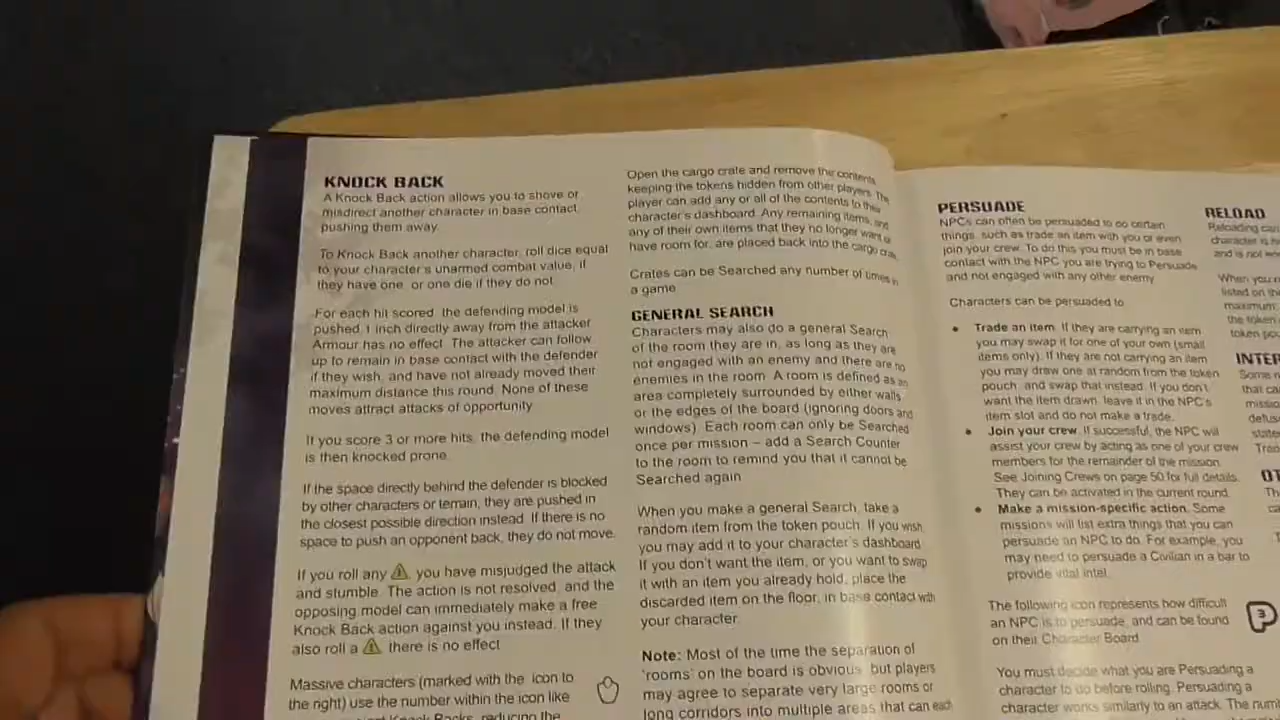 KNOCK BACK
A Knock Back action allows you to shove or
misdirect another character in base contact,
pushing them away.
To Knock Back another character, roll dice equal
to your character's unarmed combat value, if
they have one, or one die if they do not.
For each hit scored, the defending model is
pushed 1 inch directly away from the attacker.
Armour has no effect. The attacker can follow
up to remain in base contact with the defender
if they wish, and have not already moved their
maximum distance this round. None of these
moves attract attacks of opportunity.
If you score 3 or more hits, the defending model
is then knocked prone.
If the space directly behind the defender is blocked
by other characters or terrain, they are pushed in
the closest possible direction instead. If there is no
space to push an opponent back, they do not move.
If you roll any ⚠, you have misjudged the attack
and stumble. The action is not resolved, and the
opposing model can immediately make a free
Knock Back action against you instead. If they
also roll a ⚠ there is no effect.
Massive characters (marked with the icon to
the right) use the number within the icon like
Knock Backs, reducing the
Open the cargo crate and remove the contents,
keeping the tokens hidden from other players. The
player can add any or all of the contents to their
character's dashboard. Any remaining items, and
any of their own items that they no longer want or
have room for, are placed back into the cargo crate.
Crates can be Searched any number of times in
a game.
GENERAL SEARCH
Characters may also do a general Search
of the room they are in, as long as they are
not engaged with an enemy and there are no
enemies in the room. A room is defined as an
area completely surrounded by either walls
or the edges of the board (ignoring doors and
windows). Each room can only be Searched
once per mission – add a Search Counter
to the room to remind you that it cannot be
Searched again.
When you make a general Search, take a
random item from the token pouch. If you wish,
you may add it to your character's dashboard.
If you don't want the item, or you want to swap
it with an item you already hold, place the
discarded item on the floor, in base contact with
your character.
Note: Most of the time the separation of
'rooms' on the board is obvious, but players
may agree to separate very large rooms or
long corridors into multiple areas that can each
PERSUADE
NPCs can often be persuaded to do certain
things, such as trade an item with you or even
join your crew. To do this you must be in base
contact with the NPC you are trying to Persuade
and not engaged with any other enemy.
Characters can be persuaded to:
• Trade an item. If they are carrying an item
you may swap it for one of your own (small
items only). If they are not carrying an item
you may draw one at random from the token
pouch, and swap that instead. If you don't
want the item drawn, leave it in the NPC's
item slot and do not make a trade.
• Join your crew. If successful, the NPC will
assist your crew by acting as one of your crew
members for the remainder of the mission.
See Joining Crews on page 50 for full details.
They can be activated in the current round.
• Make a mission-specific action. Some
missions will list extra things that you can
persuade an NPC to do. For example, you
may need to persuade a Civilian in a bar to
provide vital intel.
The following icon represents how difficult
an NPC is to persuade, and can be found
on their Character Board.
3
You must decide what you are Persuading a
character to do before rolling. Persuading a
character works similarly to an attack. The
RELOAD
Reloading can
character is
and is not
When you
listed on
maximum
the token
token
INTER
Some
that ca
missio
defus
state